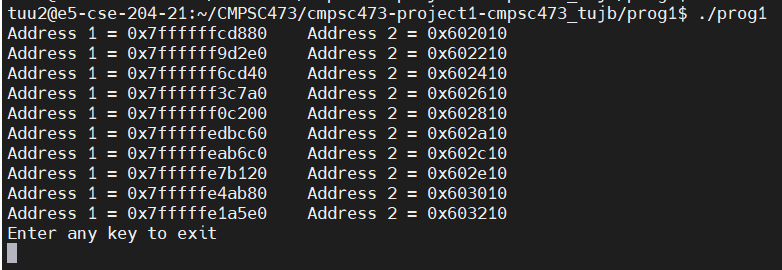 tuu2@e5-cse-204-21:~/CMPSC473/cmpsc473-project1-cmpsc473_tujb/prog1$ ./prog1
Address 1 = 0x7ffffffcd880    Address 2 = 0x602010
Address 1 = 0x7ffffff9d2e0    Address 2 = 0x602210
Address 1 = 0x7ffffff6cd40    Address 2 = 0x602410
Address 1 = 0x7ffffff3c7a0    Address 2 = 0x602610
Address 1 = 0x7ffffff0c200    Address 2 = 0x602810
Address 1 = 0x7fffffedbc60    Address 2 = 0x602a10
Address 1 = 0x7fffffeab6c0    Address 2 = 0x602c10
Address 1 = 0x7fffffe7b120    Address 2 = 0x602e10
Address 1 = 0x7fffffe4ab80    Address 2 = 0x603010
Address 1 = 0x7fffffe1a5e0    Address 2 = 0x603210
Enter any key to exit